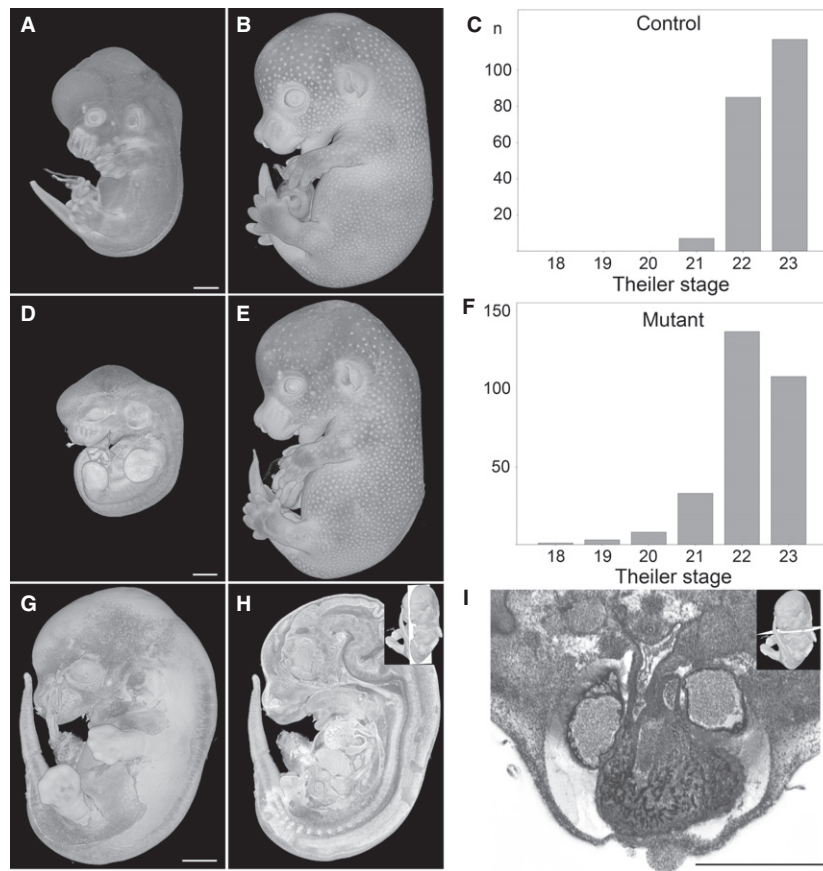 A
B
C
n
Control
100
80
60
40
20
18 19 20 21 22 23
Theiler stage
D
E
F
150
Mutant
100
50
18 19 20 21 22 23
Theiler stage
G
H
I